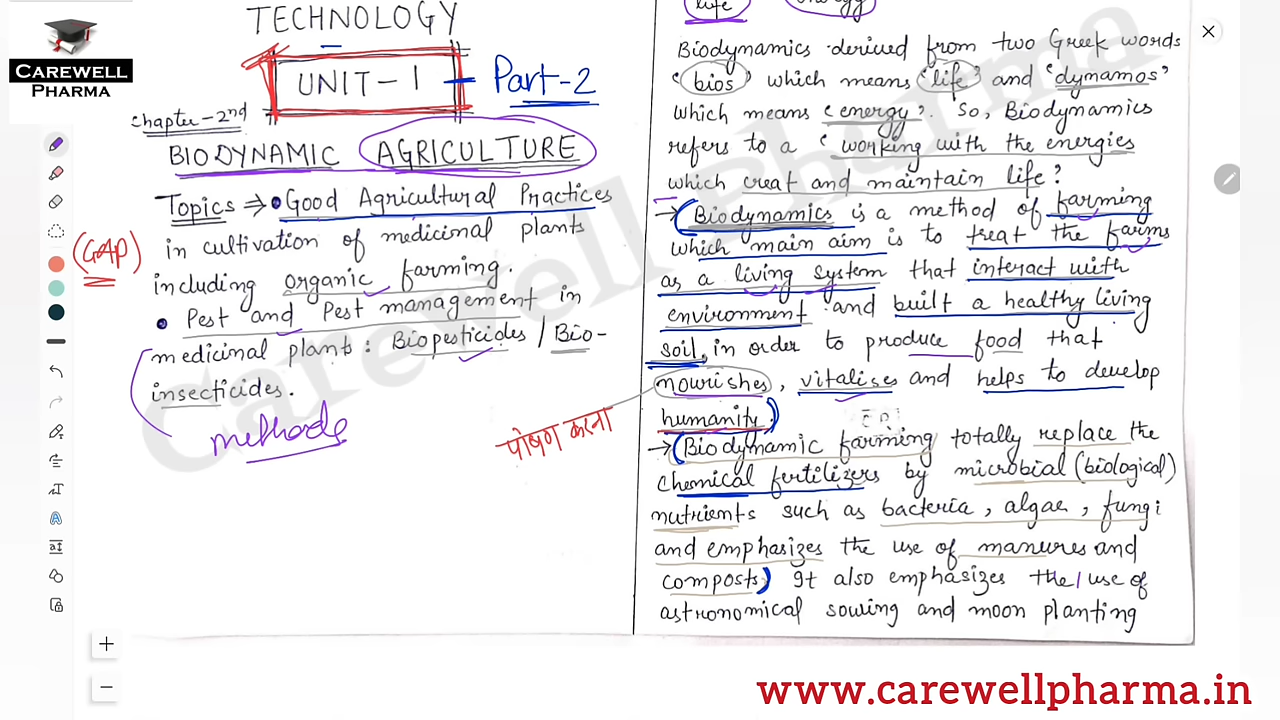 CAREWELL
PHARMA
TECHNOLOGY
UNIT-1 Part-2
chapter-2nd
BIODYNAMIC AGRICULTURE
Topics ⇒ • Good Agricultural Practices
(GAP)
in cultivation of medicinal plants
including organic farming.
• Pest and Pest management in
medicinal plants: Biopesticides / Bio-
insecticides.
methods
life energy
Biodynamics derived from two Greek words
'bios' which means 'life' and 'dynamos'
which means 'energy'. So, Biodynamics
refers to a 'working with the energies
which creat and maintain life'.
→ (Biodynamics is a method of farming
which main aim is to treat the farms
as a living system that interact with
environment and built a healthy living
soil, in order to produce food that
nourishes, vitalises and helps to develop
humanity.)
पोषण करना
→ (Biodynamic farming totally replace the
chemical fertilizers by microbial (biological)
nutrients such as bacteria, algae, fungi
and emphasizes the use of manures and
composts) It also emphasizes the use of
astronomical sowing and moon planting
Carewell Pharma
www.carewellpharma.in